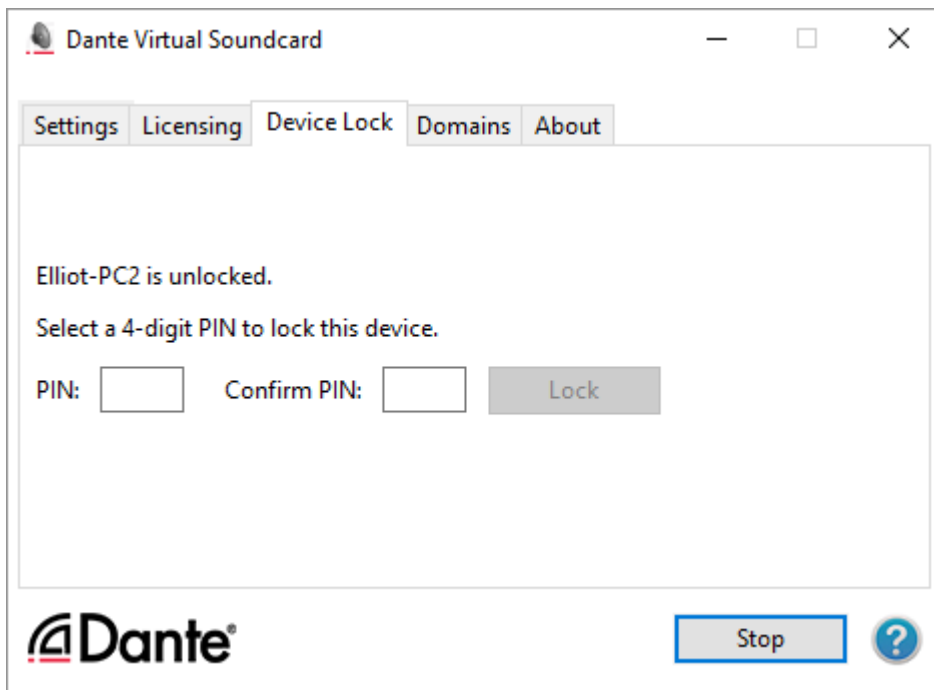 Dante Virtual Soundcard
Settings Licensing Device Lock Domains About
Elliot-PC2 is unlocked.
Select a 4-digit PIN to lock this device.
PIN: Confirm PIN: Lock
Dante® Stop ?